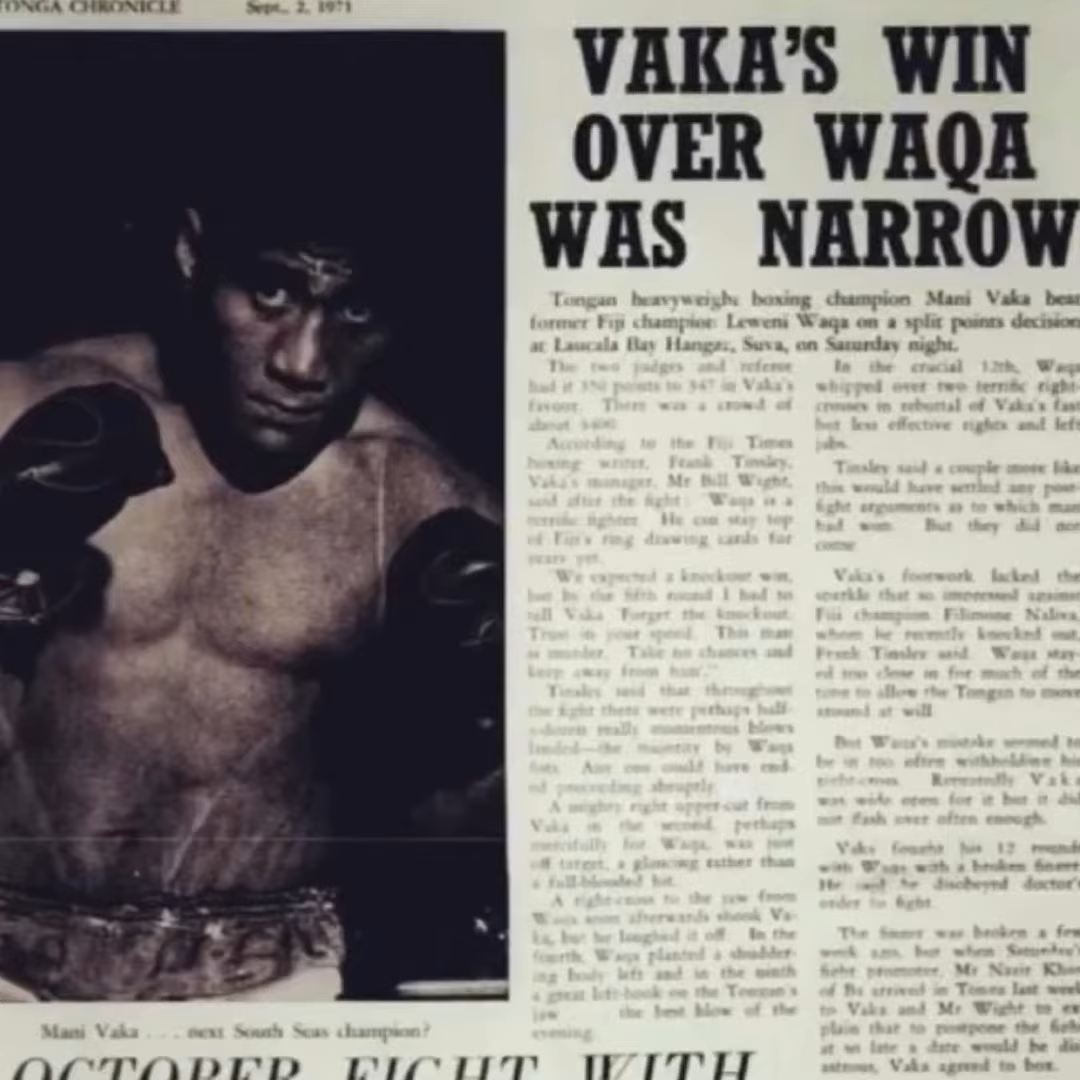 TONGA CHRONICLE Sept., 2, 1971
VAKA'S WIN
OVER WAQA
WAS NARROW
Tongan heavyweight boxing champion Mani Vaka beat
former Fiji champion Leweni Waqa on a split points decision
at Laucala Bay Hangar, Suva, on Saturday night.
The two judges and referee
had it 350 points to 347 in Vaka's
favour. There was a crowd of
about
According to the Fiji Times
boxing writer, Frank Tinsley,
Vaka's manager, Mr Bill Wight,
said after the fight: "Waqa is a
terrific fighter. He can stay top
of Fiji's ring drawing cards for
years yet.
"We expected a knockout win,
but by the fifth round I had to
tell Vaka 'Forget the knockout.
Trust in your speed. This man
is murder. Take no chances and
keep away from him'."
Tinsley said that throughout
the fight there were perhaps half-
a-dozen really momentous blows
landed—the majority by Waqa
fists. Any one could have end-
ed proceeding abruptly.
A mighty right upper-cut from
Vaka in the second, perhaps
mercifully for Waqa, was just
off-target, a glancing rather than
a full-blooded hit.
A right-cross to the jaw from
Waqa soon afterwards shook Va-
ka, but he laughed it off. In the
fourth, Waqa planted a shudder-
ing body left and in the ninth
a great left-hook on the Tongan's
jaw . . . the best blow of the
evening.
In the crucial 12th, Waqa
whipped over two terrific right-
crosses in rebuttal of Vaka's fast
but less effective rights and left
jabs.
Tinsley said a couple more like
this would have settled any post-
fight arguments as to which man
had won. But they did not
come.
Vaka's footwork lacked the
sparkle that so impressed against
Fiji champion Filimone Naliva,
whom he recently knocked out,
Frank Tinsley said. Waqa stay-
ed too close in for much of the
time to allow the Tongan to move
around at will.
But Waqa's mistake seemed to
be in too often withholding his
right-cross. Repeatedly Vaka
was wide open for it but it did
not flash over often enough.
Vaka fought his 12 rounds
with Waqa with a broken finger.
He said he disobeyed doctor's
order to fight.
The finger was broken a few
week ago, but when Saturday's
fight promoter, Mr Nazir Khan
of Ba arrived in Tonga last week
to Vaka and Mr Wight to ex-
plain that to postpone the fight
at so late a date would be dis-
astrous, Vaka agreed to box.
Mani Vaka . . . next South Seas champion?
OCTOBER FIGHT WITH